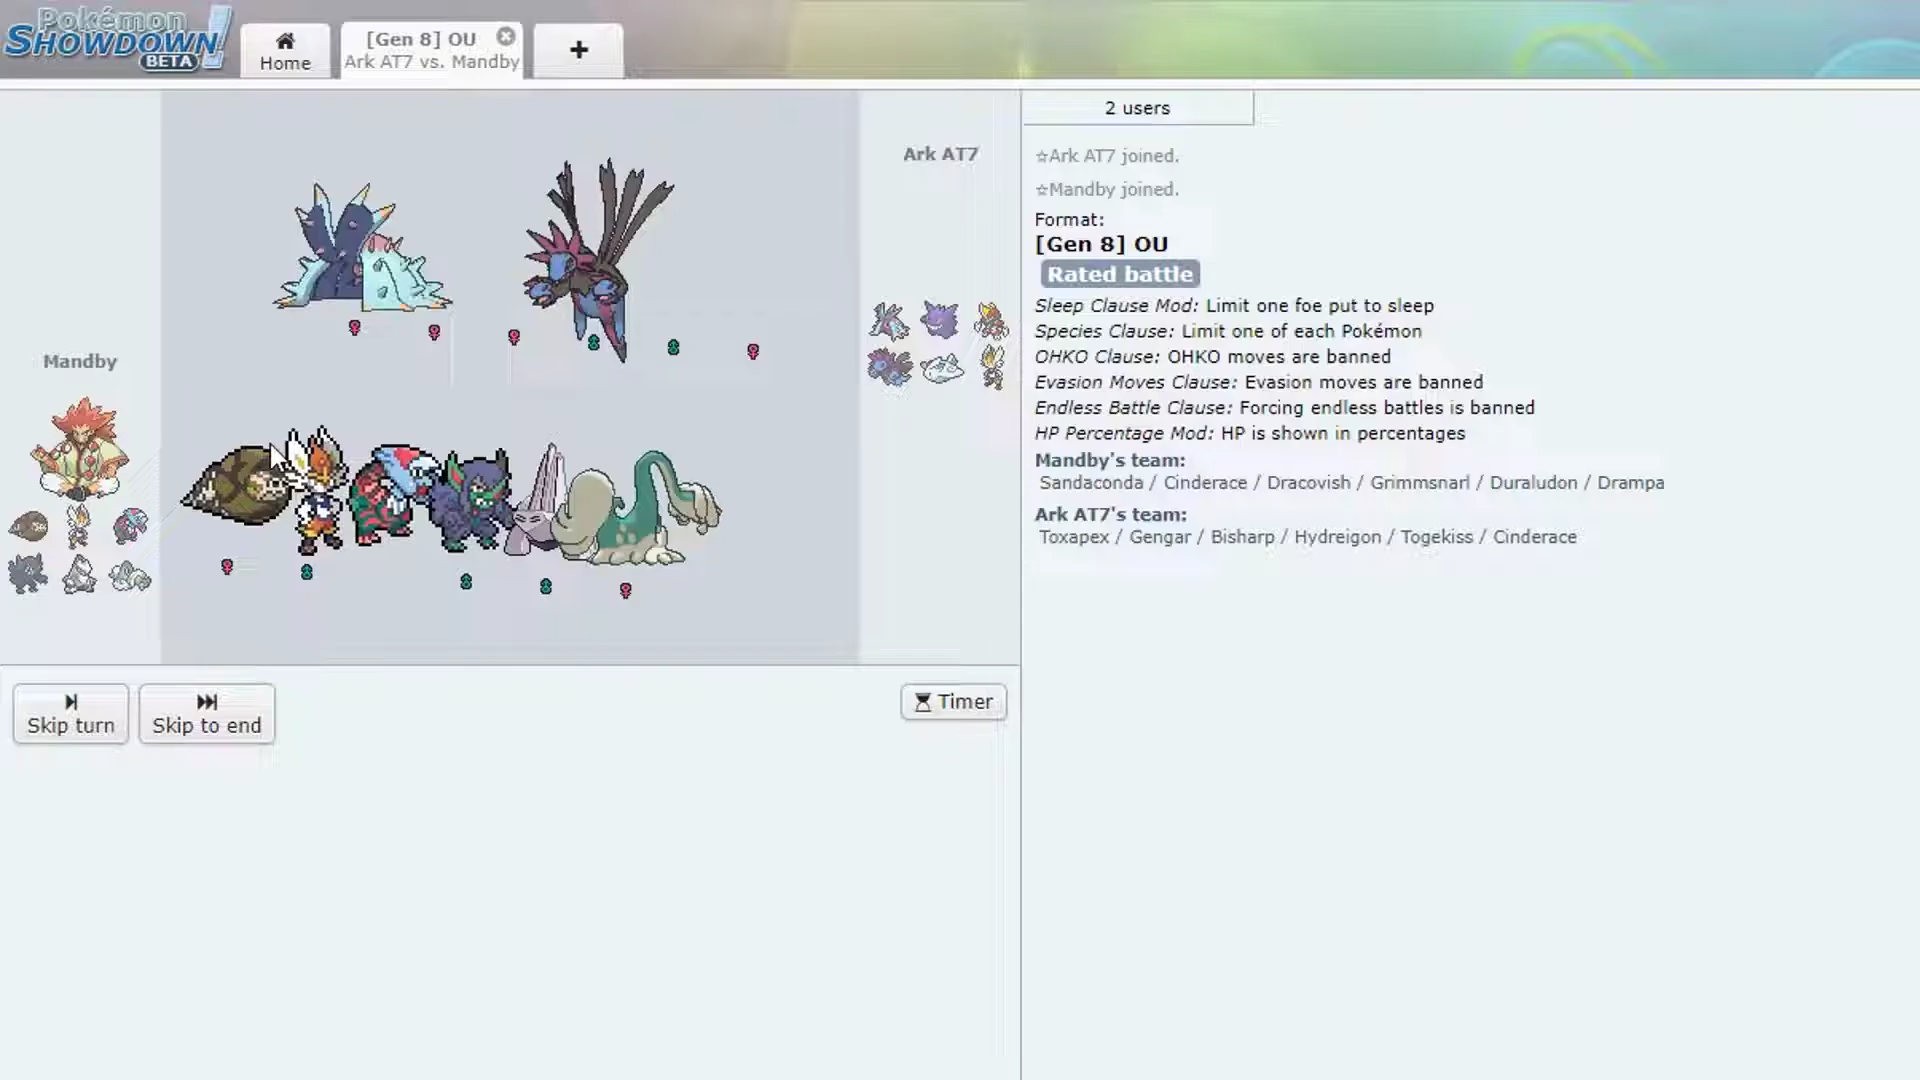 Pokémon
SHOWDOWN!
BETA
Home
[Gen 8] OU
Ark AT7 vs. Mandby
+
2 users
Ark AT7
☆Ark AT7 joined.
☆Mandby joined.
Format:
[Gen 8] OU
Rated battle
Sleep Clause Mod: Limit one foe put to sleep
Species Clause: Limit one of each Pokémon
OHKO Clause: OHKO moves are banned
Evasion Moves Clause: Evasion moves are banned
Endless Battle Clause: Forcing endless battles is banned
HP Percentage Mod: HP is shown in percentages
Mandby's team:
Sandaconda / Cinderace / Dracovish / Grimmsnarl / Duraludon / Drampa
Ark AT7's team:
Toxapex / Gengar / Bisharp / Hydreigon / Togekiss / Cinderace
Mandby
Skip turn
Skip to end
Timer